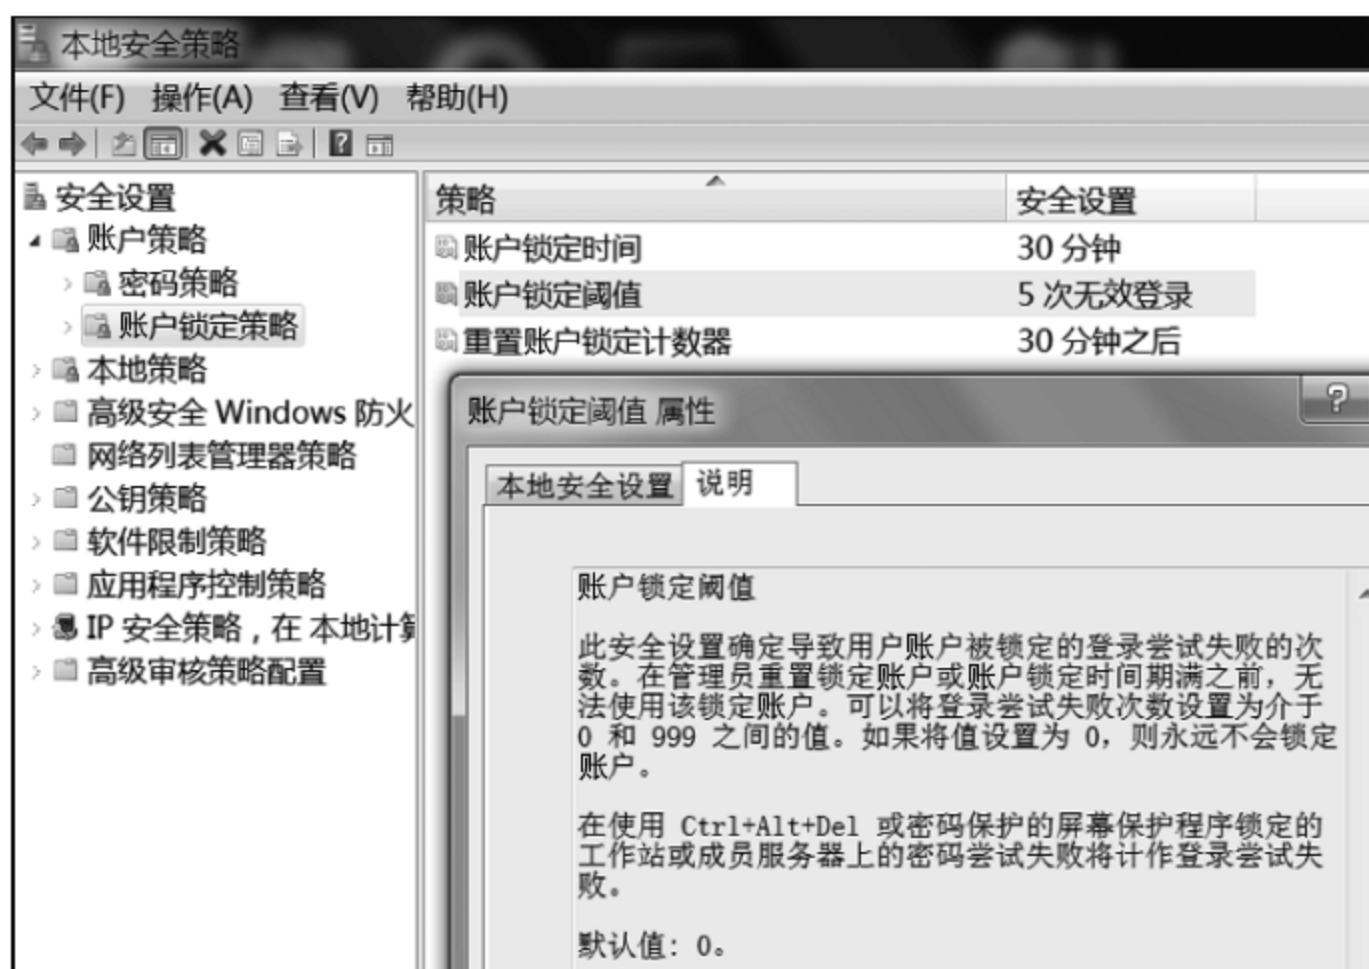 本地安全策略
文件(F) 操作(A) 查看(V) 帮助(H)
安全设置
账户策略
密码策略
账户锁定策略
本地策略
高级安全 Windows 防火
网络列表管理器策略
公钥策略
软件限制策略
应用程序控制策略
IP 安全策略，在 本地计算
高级审核策略配置
策略 安全设置
账户锁定时间 30 分钟
账户锁定阈值 5 次无效登录
重置账户锁定计数器 30 分钟之后
账户锁定阈值 属性
本地安全设置 说明
账户锁定阈值
此安全设置确定导致用户账户被锁定的登录尝试失败的次
数。在管理员重置锁定账户或账户锁定时间期满之前，无
法使用该锁定账户。可以将登录尝试失败次数设置为介于
0 和 999 之间的值。如果将值设置为 0，则永远不会锁定
账户。
在使用 Ctrl+Alt+Del 或密码保护的屏幕保护程序锁定的
工作站或成员服务器上的密码尝试失败将计作登录尝试失
败。
默认值: 0。